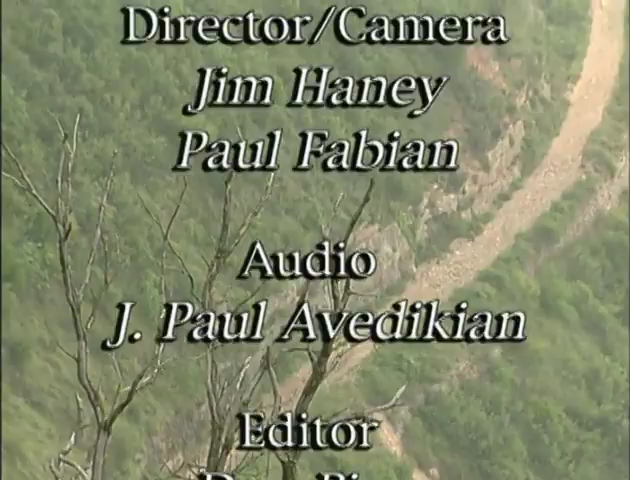 Director/Camera
Jim Haney
Paul Fabian
Audio
J. Paul Avedikian
Editor